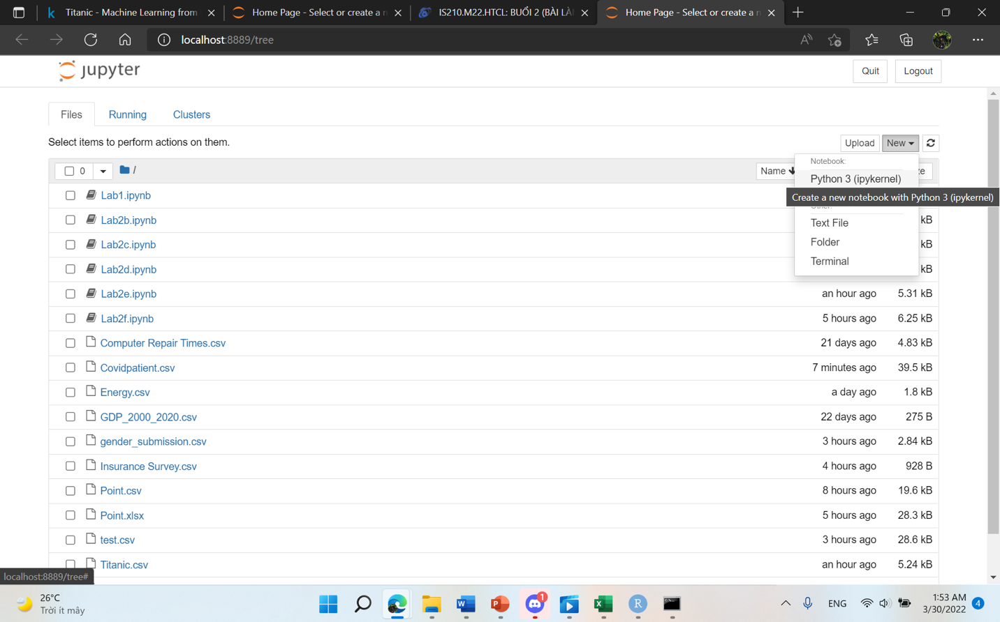 Titanic - Machine Learning from
Home Page - Select or create a n
IS210.M22.HTCL: BUỔI 2 (BÀI LÀ
Home Page - Select or create a n
localhost:8889/tree
jupyter
Quit
Logout
Files
Running
Clusters
Select items to perform actions on them.
Upload
New
0
/
Name
ze
Notebook:
Python 3 (ipykernel)
Create a new notebook with Python 3 (ipykernel)
Other:
Text File
Folder
Terminal
Lab1.ipynb
Lab2b.ipynb kB
Lab2c.ipynb kB
Lab2d.ipynb kB
Lab2e.ipynb an hour ago 5.31 kB
Lab2f.ipynb 5 hours ago 6.25 kB
Computer Repair Times.csv 21 days ago 4.83 kB
Covidpatient.csv 7 minutes ago 39.5 kB
Energy.csv a day ago 1.8 kB
GDP_2000_2020.csv 22 days ago 275 B
gender_submission.csv 3 hours ago 2.84 kB
Insurance Survey.csv 4 hours ago 928 B
Point.csv 8 hours ago 19.6 kB
Point.xlsx 5 hours ago 28.3 kB
test.csv 3 hours ago 28.6 kB
Titanic.csv an hour ago 5.24 kB
localhost:8889/tree#
26°C
Trời ít mây
1
ENG
1:53 AM
3/30/2022
4